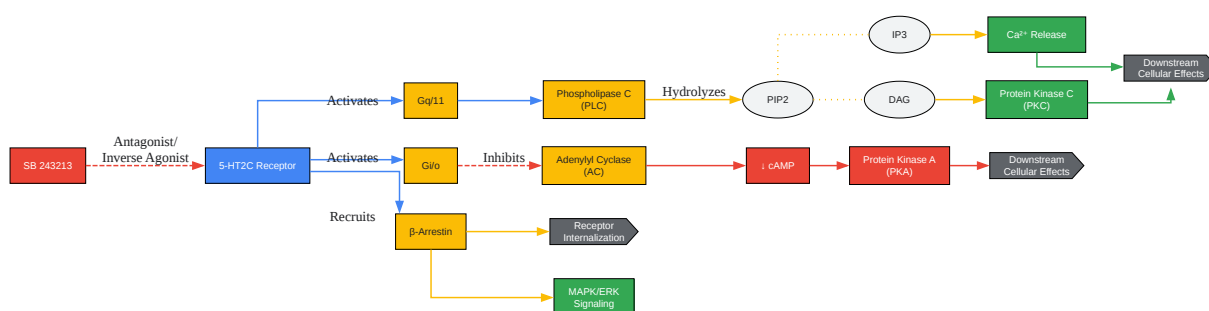 IP3
Ca²⁺ Release
Downstream
Cellular Effects
Activates
Gq/11
Phospholipase C
(PLC)
Hydrolyzes
PIP2
DAG
Protein Kinase C
(PKC)
Antagonist/
Inverse Agonist
SB 243213
5-HT2C Receptor
Activates
Gi/o
Inhibits
Adenylyl Cyclase
(AC)
↓ cAMP
Protein Kinase A
(PKA)
Downstream
Cellular Effects
Recruits
β-Arrestin
Receptor
Internalization
MAPK/ERK
Signaling